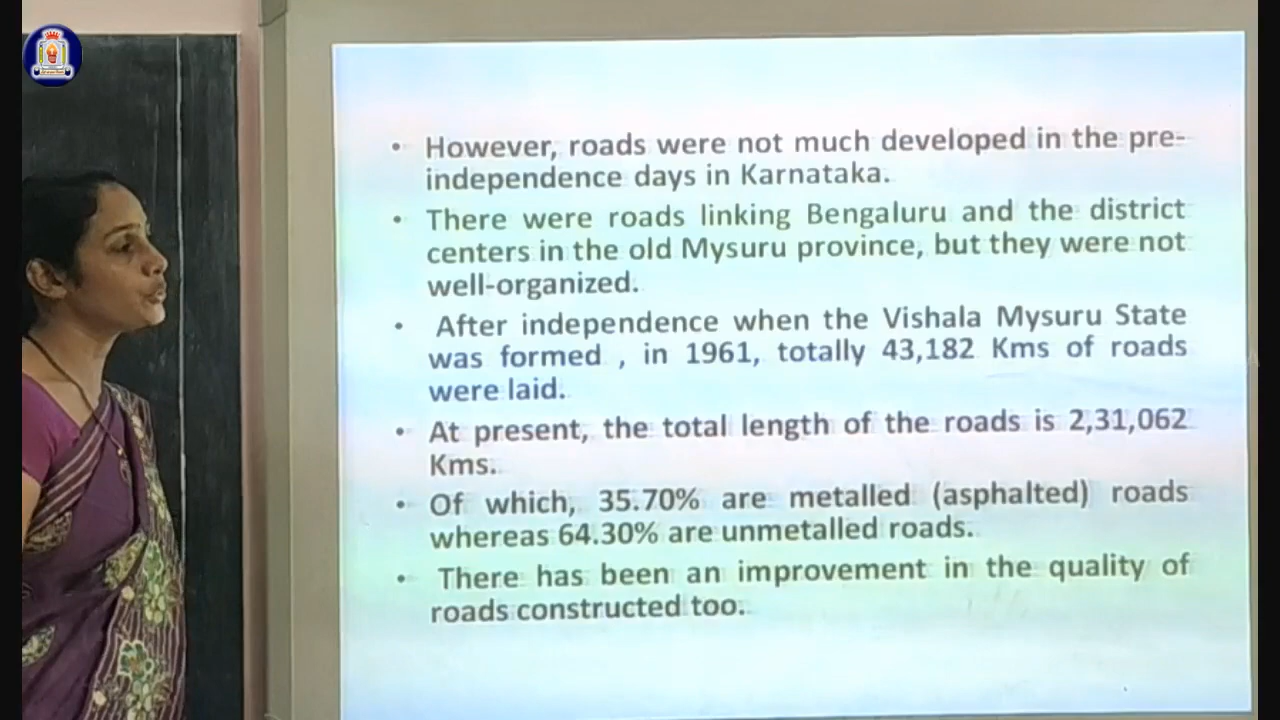 • However, roads were not much developed in the pre-
independence days in Karnataka.
• There were roads linking Bengaluru and the district
centers in the old Mysuru province, but they were not
well-organized.
• After independence when the Vishala Mysuru State
was formed , in 1961, totally 43,182 Kms of roads
were laid.
• At present, the total length of the roads is 2,31,062
Kms.
• Of which, 35.70% are metalled (asphalted) roads
whereas 64.30% are unmetalled roads.
• There has been an improvement in the quality of
roads constructed too.